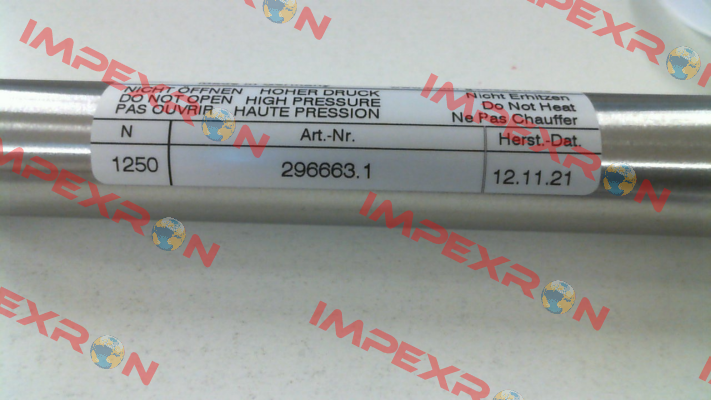 NICHT ÖFFNEN HOHER DRUCK Nicht Erhitzen
DO NOT OPEN HIGH PRESSURE Do Not Heat
PAS OUVRIR HAUTE PRESSION Ne Pas Chauffer
N Art.-Nr. Herst.-Dat.
1250 296663.1 12.11.21
IMPEXRON
IMPEXRON
IMPEXRON
IMPEXRON
IMPEXRON
IMPEXRON
IMPEXRON